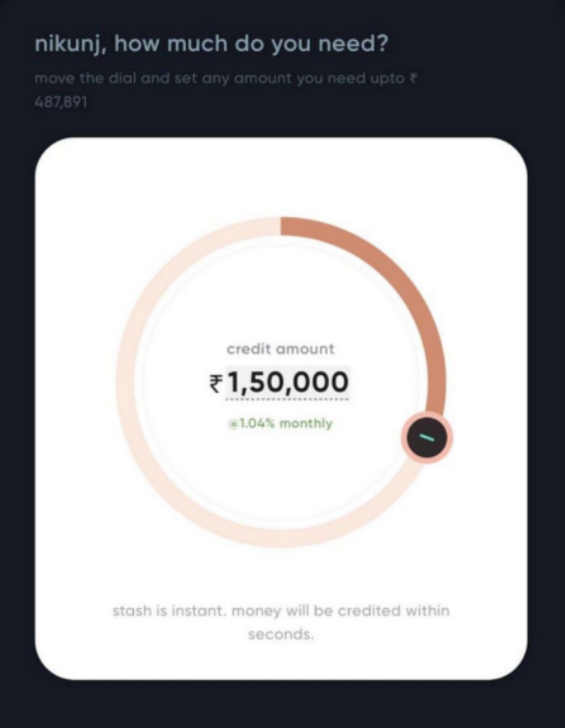 nikunj, how much do you need?
move the dial and set any amount you need upto ₹
487,891
credit amount
₹1,50,000
@1.04% monthly
stash is instant. money will be credited within
seconds.